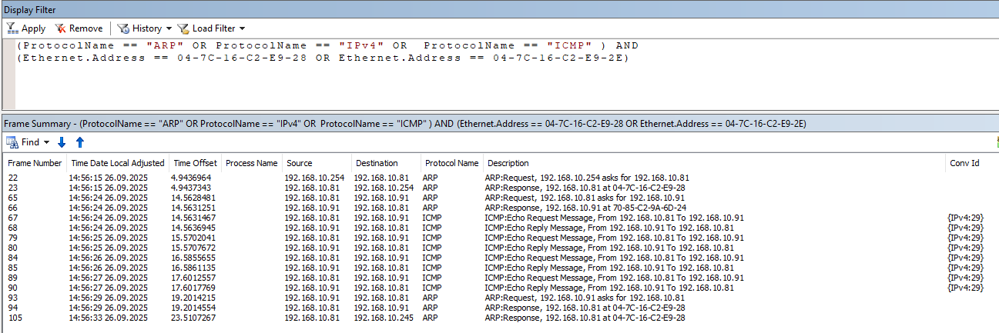 Display Filter
Apply Remove History Load Filter
(ProtocolName == "ARP" OR ProtocolName == "IPv4" OR ProtocolName == "ICMP" ) AND
(Ethernet.Address == 04-7C-16-C2-E9-28 OR Ethernet.Address == 04-7C-16-C2-E9-2E)
Frame Summary - (ProtocolName == "ARP" OR ProtocolName == "IPv4" OR ProtocolName == "ICMP" ) AND (Ethernet.Address == 04-7C-16-C2-E9-28 OR Ethernet.Address == 04-7C-16-C2-E9-2E)
Find
Frame Number Time Date Local Adjusted Time Offset Process Name Source Destination Protocol Name Description Conv Id
22 14:56:15 26.09.2025 4.9436964 192.168.10.254 192.168.10.81 ARP ARP:Request, 192.168.10.254 asks for 192.168.10.81
23 14:56:15 26.09.2025 4.9437343 192.168.10.81 192.168.10.254 ARP ARP:Response, 192.168.10.81 at 04-7C-16-C2-E9-28
65 14:56:24 26.09.2025 14.5628481 192.168.10.81 192.168.10.91 ARP ARP:Request, 192.168.10.81 asks for 192.168.10.91
66 14:56:24 26.09.2025 14.5631251 192.168.10.91 192.168.10.81 ARP ARP:Response, 192.168.10.91 at 70-85-C2-9A-6D-24
67 14:56:24 26.09.2025 14.5631467 192.168.10.81 192.168.10.91 ICMP ICMP:Echo Request Message, From 192.168.10.81 To 192.168.10.91 {IPv4:29}
68 14:56:24 26.09.2025 14.5636945 192.168.10.91 192.168.10.81 ICMP ICMP:Echo Reply Message, From 192.168.10.91 To 192.168.10.81 {IPv4:29}
79 14:56:25 26.09.2025 15.5702041 192.168.10.81 192.168.10.91 ICMP ICMP:Echo Request Message, From 192.168.10.81 To 192.168.10.91 {IPv4:29}
80 14:56:25 26.09.2025 15.5707672 192.168.10.91 192.168.10.81 ICMP ICMP:Echo Reply Message, From 192.168.10.91 To 192.168.10.81 {IPv4:29}
84 14:56:26 26.09.2025 16.5855655 192.168.10.81 192.168.10.91 ICMP ICMP:Echo Request Message, From 192.168.10.81 To 192.168.10.91 {IPv4:29}
85 14:56:26 26.09.2025 16.5861135 192.168.10.91 192.168.10.81 ICMP ICMP:Echo Reply Message, From 192.168.10.91 To 192.168.10.81 {IPv4:29}
89 14:56:27 26.09.2025 17.6012557 192.168.10.81 192.168.10.91 ICMP ICMP:Echo Request Message, From 192.168.10.81 To 192.168.10.91 {IPv4:29}
90 14:56:27 26.09.2025 17.6017769 192.168.10.91 192.168.10.81 ICMP ICMP:Echo Reply Message, From 192.168.10.91 To 192.168.10.81 {IPv4:29}
93 14:56:29 26.09.2025 19.2014215 192.168.10.91 192.168.10.81 ARP ARP:Request, 192.168.10.91 asks for 192.168.10.81
94 14:56:29 26.09.2025 19.2014554 192.168.10.81 192.168.10.91 ARP ARP:Response, 192.168.10.81 at 04-7C-16-C2-E9-28
105 14:56:33 26.09.2025 23.5107267 192.168.10.81 192.168.10.245 ARP ARP:Response, 192.168.10.81 at 04-7C-16-C2-E9-28